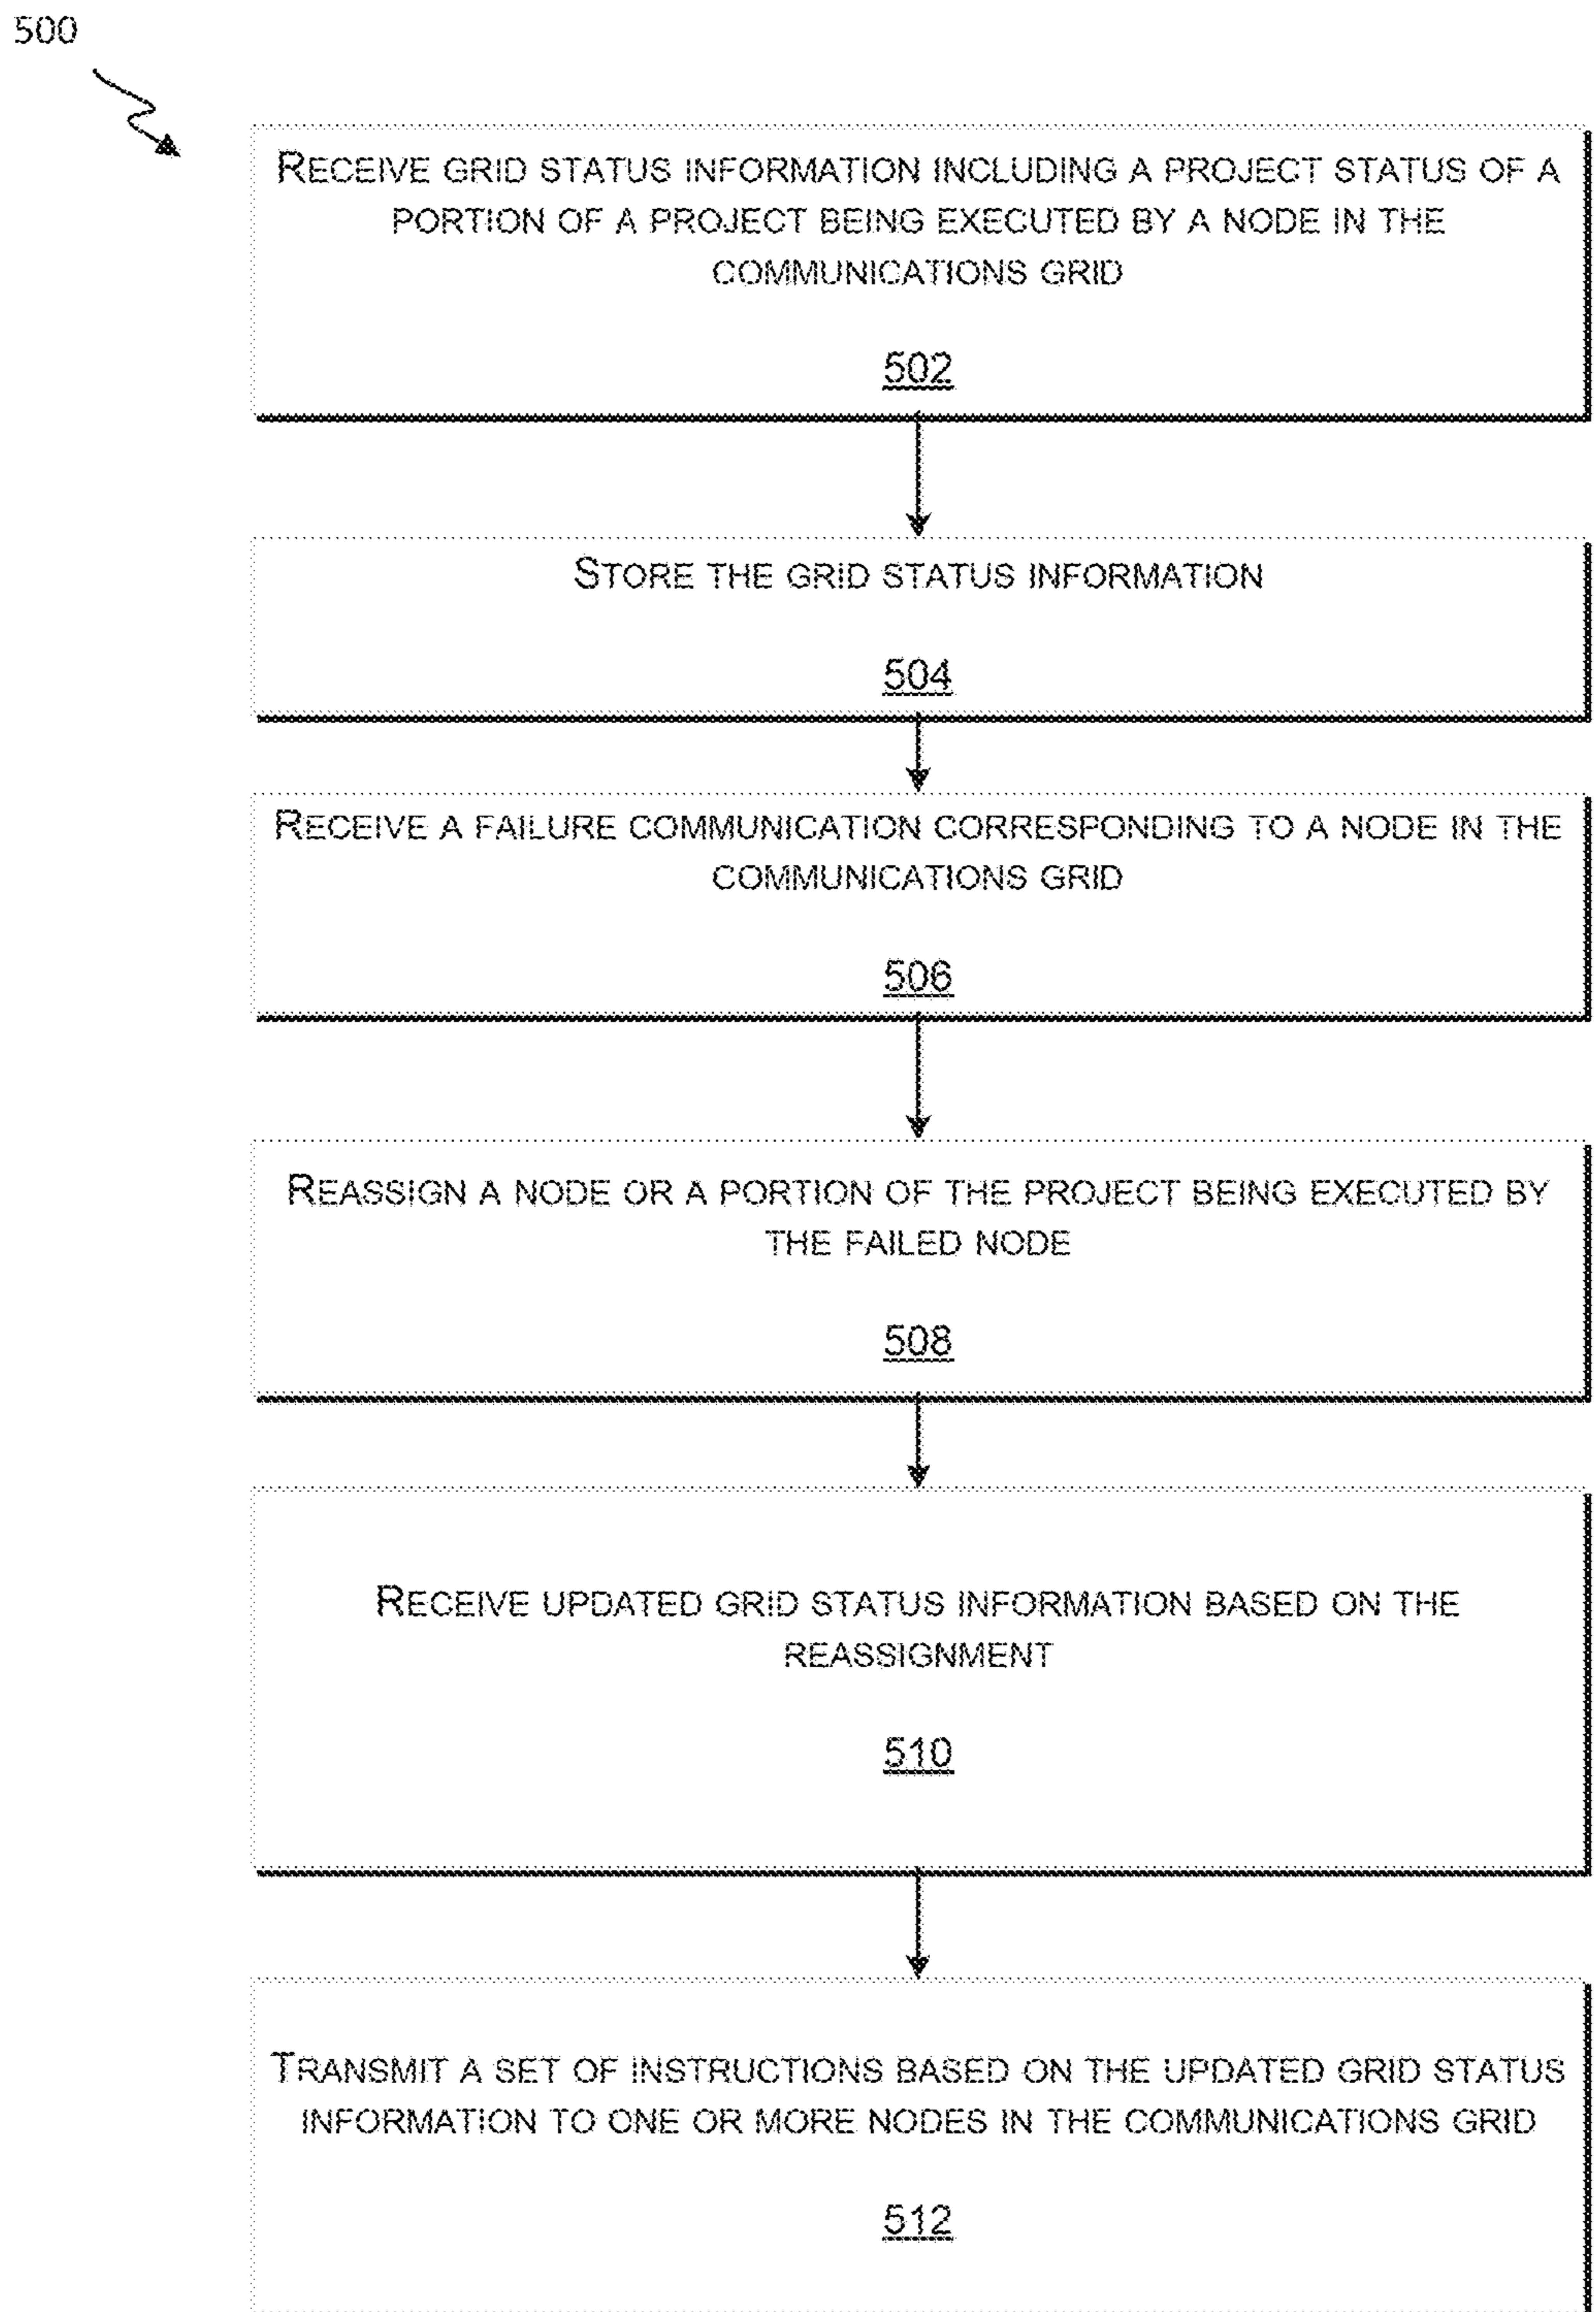 500
RECEIVE GRID STATUS INFORMATION INCLUDING A PROJECT STATUS OF A
PORTION OF A PROJECT BEING EXECUTED BY A NODE IN THE
COMMUNICATIONS GRID
502
STORE THE GRID STATUS INFORMATION
504
RECEIVE A FAILURE COMMUNICATION CORRESPONDING TO A NODE IN THE
COMMUNICATIONS GRID
506
REASSIGN A NODE OR A PORTION OF THE PROJECT BEING EXECUTED BY
THE FAILED NODE
508
RECEIVE UPDATED GRID STATUS INFORMATION BASED ON THE
REASSIGNMENT
510
TRANSMIT A SET OF INSTRUCTIONS BASED ON THE UPDATED GRID STATUS
INFORMATION TO ONE OR MORE NODES IN THE COMMUNICATIONS GRID
512